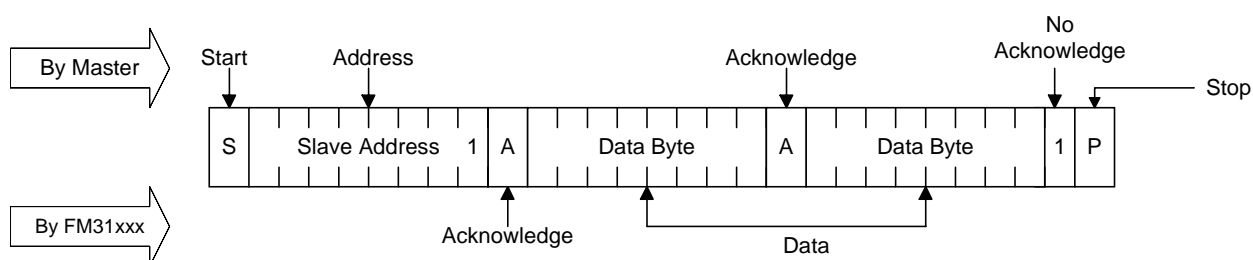 No
Acknowledge
By Master
Start
Address
Acknowledge
Stop
S
Slave Address
1
A
Data Byte
A
Data Byte
1
P
By FM31xxx
Acknowledge
Data